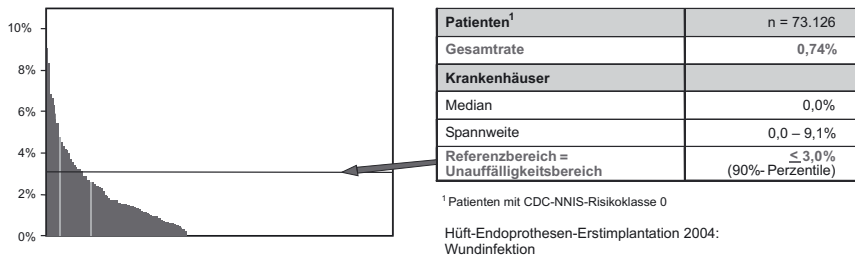 10%
8%
6%
4%
2%
0%
Patienten¹ n = 73.126
Gesamtrate 0,74%
Krankenhäuser
Median 0,0%
Spannweite 0,0 – 9,1%
Referenzbereich = ≤ 3,0%
Unauffälligkeitsbereich (90%- Perzentile)
¹ Patienten mit CDC-NNIS-Risikoklasse 0
Hüft-Endoprothesen-Erstimplantation 2004:
Wundinfektion